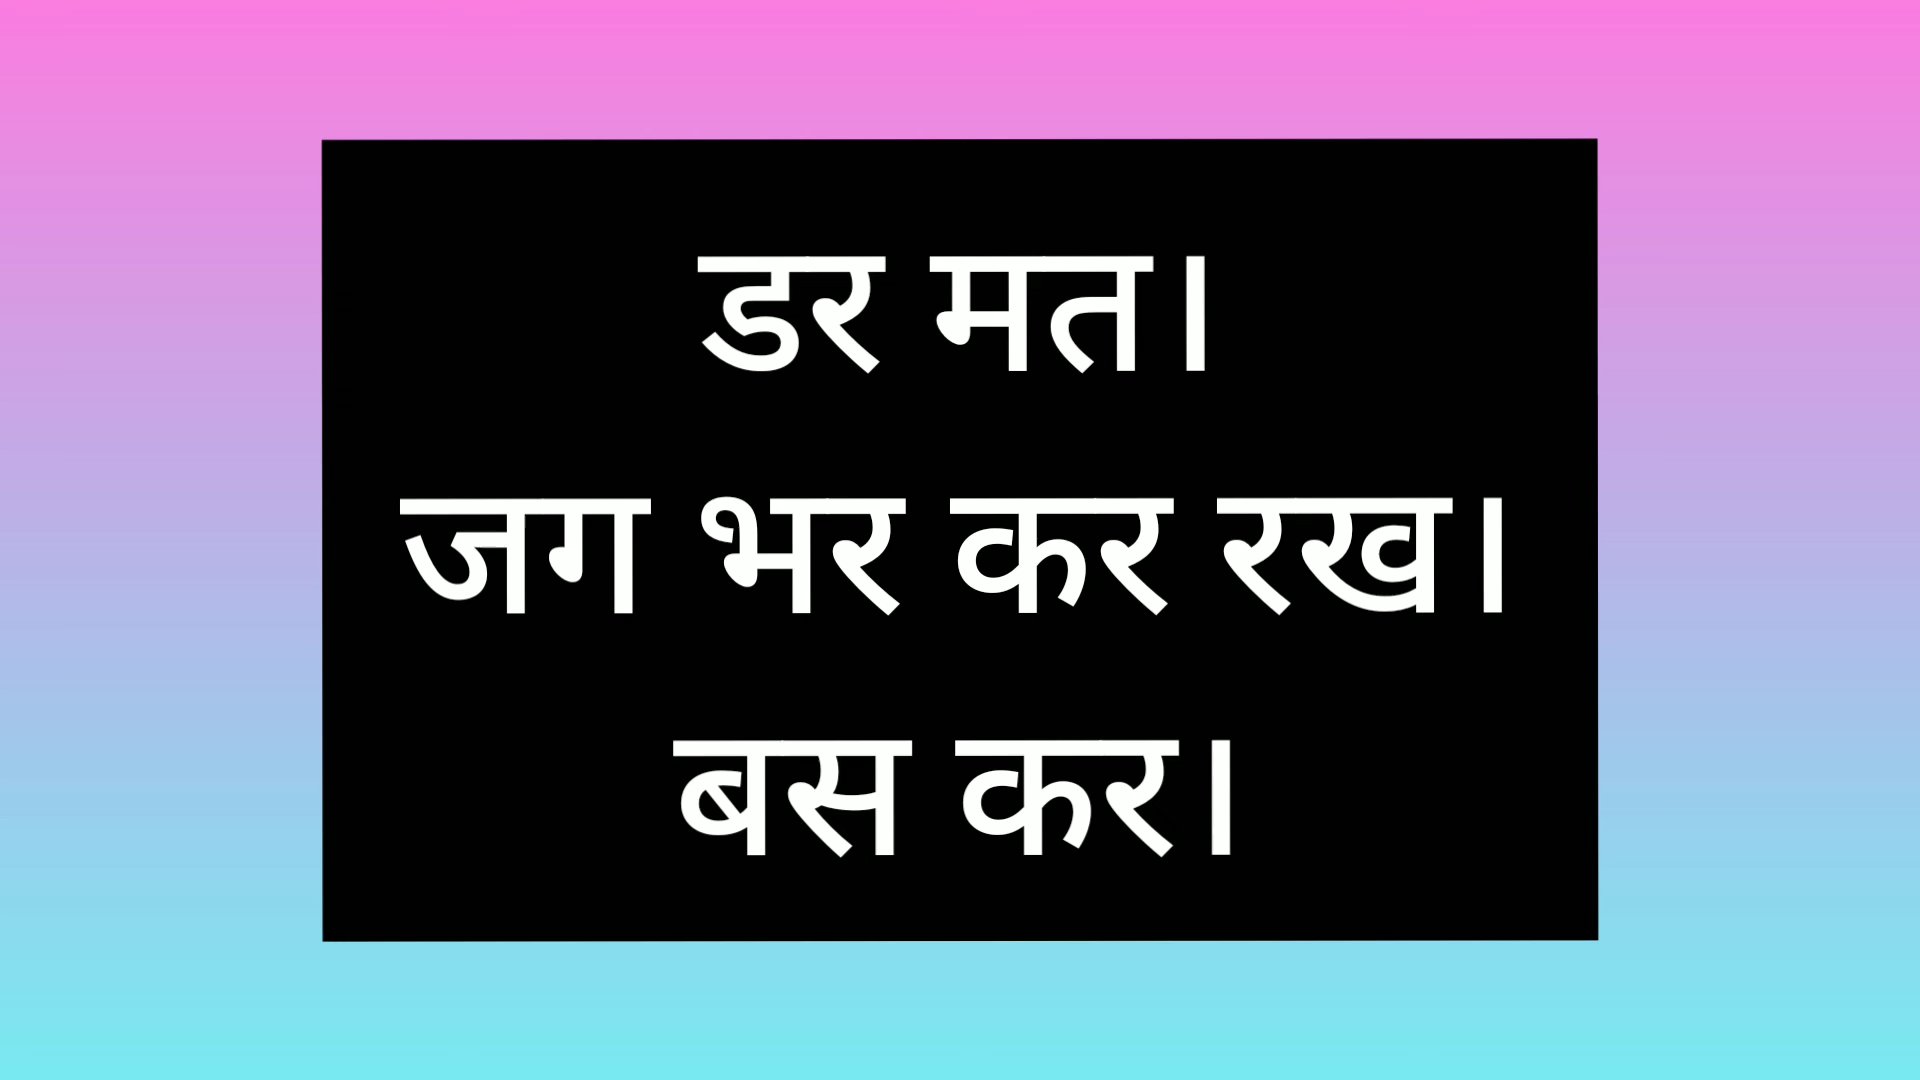 डर मत।
जग भर कर रख।
बस कर।